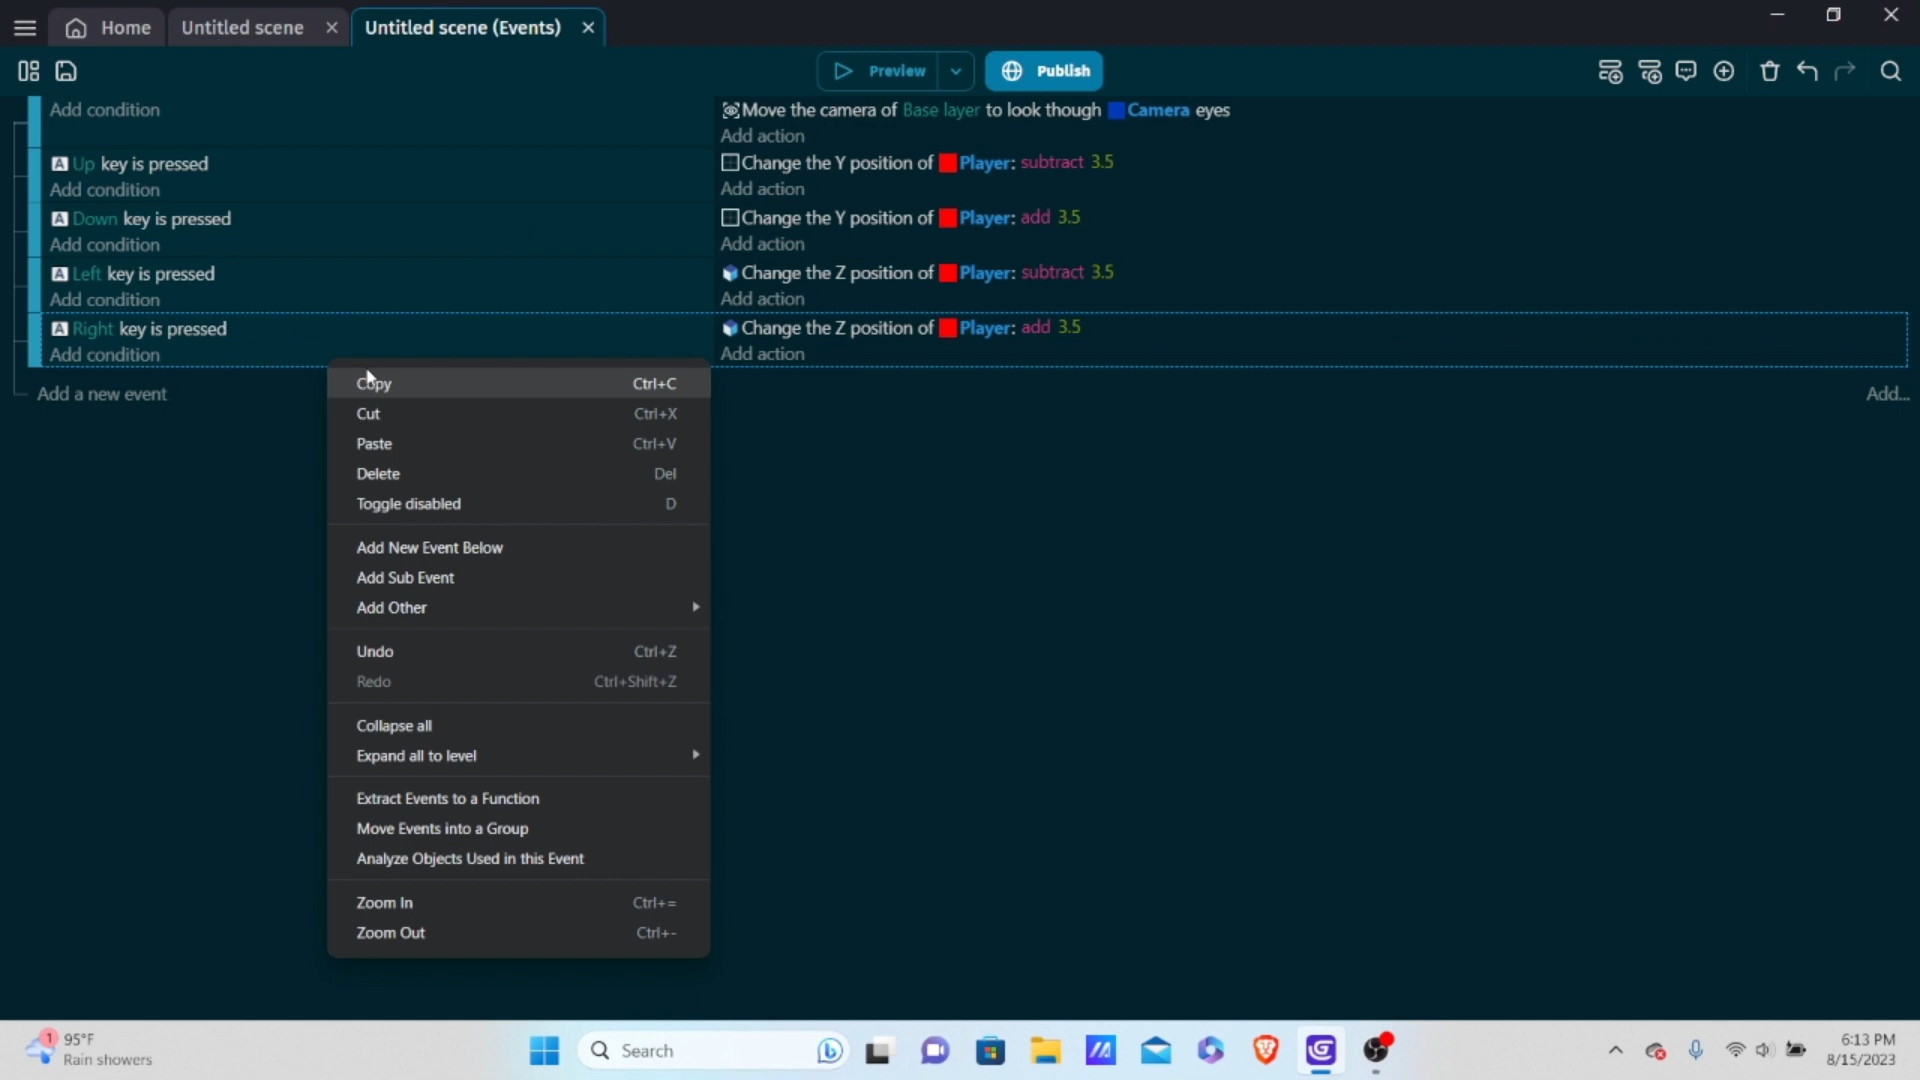 Home
Untitled scene
Untitled scene (Events)
Preview
Publish
Add condition
Move the camera of Base layer to look though Camera eyes
Add action
A Up key is pressed
Change the Y position of Player: subtract 3.5
Add condition
Add action
A Down key is pressed
Change the Y position of Player: add 3.5
Add condition
Add action
A Left key is pressed
Change the Z position of Player: subtract 3.5
Add condition
Add action
A Right key is pressed
Change the Z position of Player: add 3.5
Add condition
Add action
Add a new event
Add...
Copy Ctrl+C
Cut Ctrl+X
Paste Ctrl+V
Delete Del
Toggle disabled D
Add New Event Below
Add Sub Event
Add Other
Undo Ctrl+Z
Redo Ctrl+Shift+Z
Collapse all
Expand all to level
Extract Events to a Function
Move Events into a Group
Analyze Objects Used in this Event
Zoom In Ctrl+=
Zoom Out Ctrl+-
1
95°F
Rain showers
Search
6:13 PM
8/15/2023